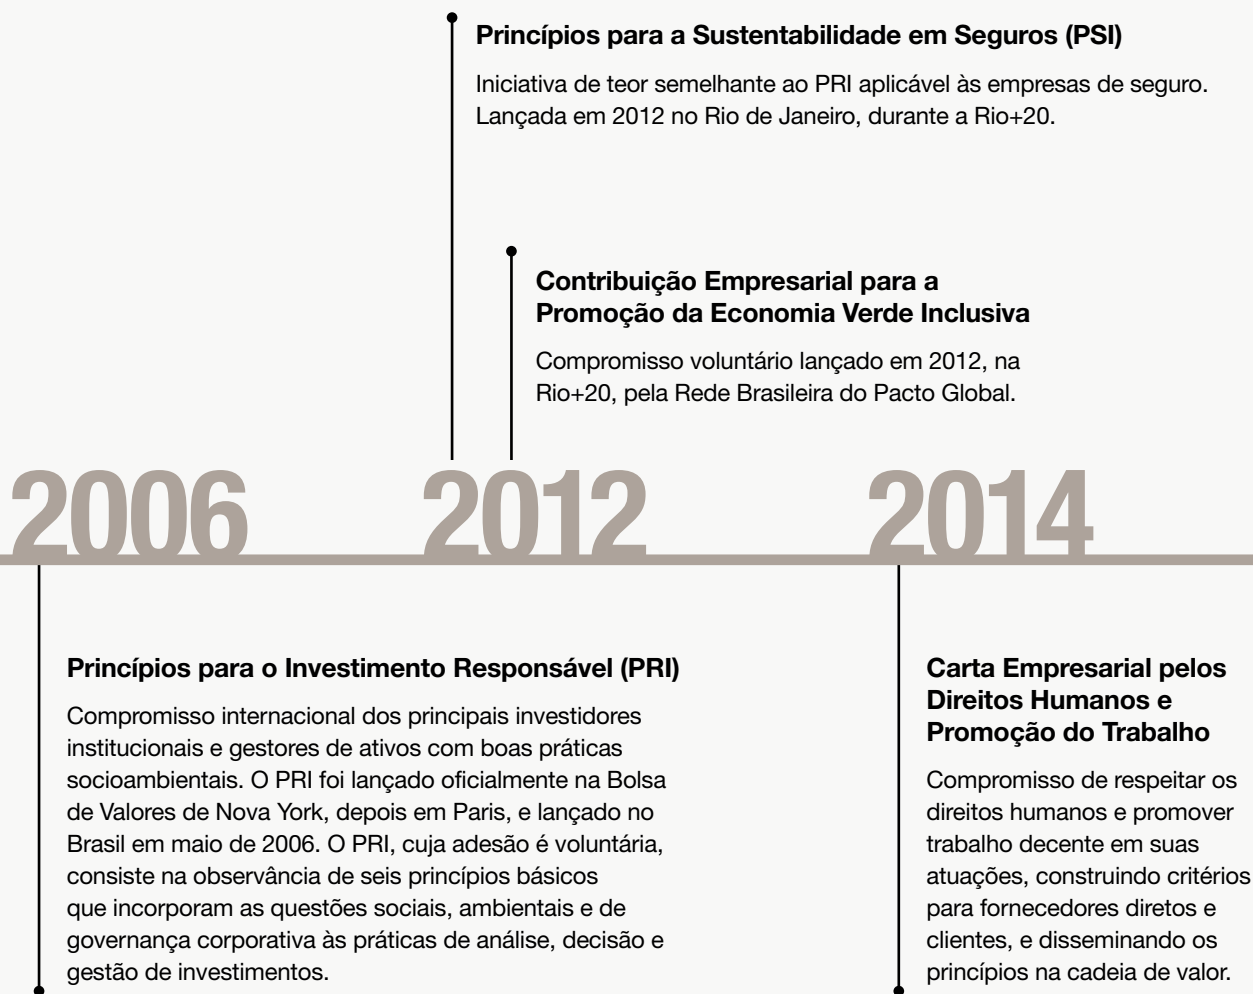 Princípios para a Sustentabilidade em Seguros (PSI)
Iniciativa de teor semelhante ao PRI aplicável às empresas de seguro.
Lançada em 2012 no Rio de Janeiro, durante a Rio+20.
Contribuição Empresarial para a
Promoção da Economia Verde Inclusiva
Compromisso voluntário lançado em 2012, na
Rio+20, pela Rede Brasileira do Pacto Global.
2006
2012
2014
Princípios para o Investimento Responsável (PRI)
Compromisso internacional dos principais investidores
institucionais e gestores de ativos com boas práticas
socioambientais. O PRI foi lançado oficialmente na Bolsa
de Valores de Nova York, depois em Paris, e lançado no
Brasil em maio de 2006. O PRI, cuja adesão é voluntária,
consiste na observância de seis princípios básicos
que incorporam as questões sociais, ambientais e de
governança corporativa às práticas de análise, decisão e
gestão de investimentos.
Carta Empresarial pelos
Direitos Humanos e
Promoção do Trabalho
Compromisso de respeitar os
direitos humanos e promover
trabalho decente em suas
atuações, construindo critérios
para fornecedores diretos e
clientes, e disseminando os
princípios na cadeia de valor.